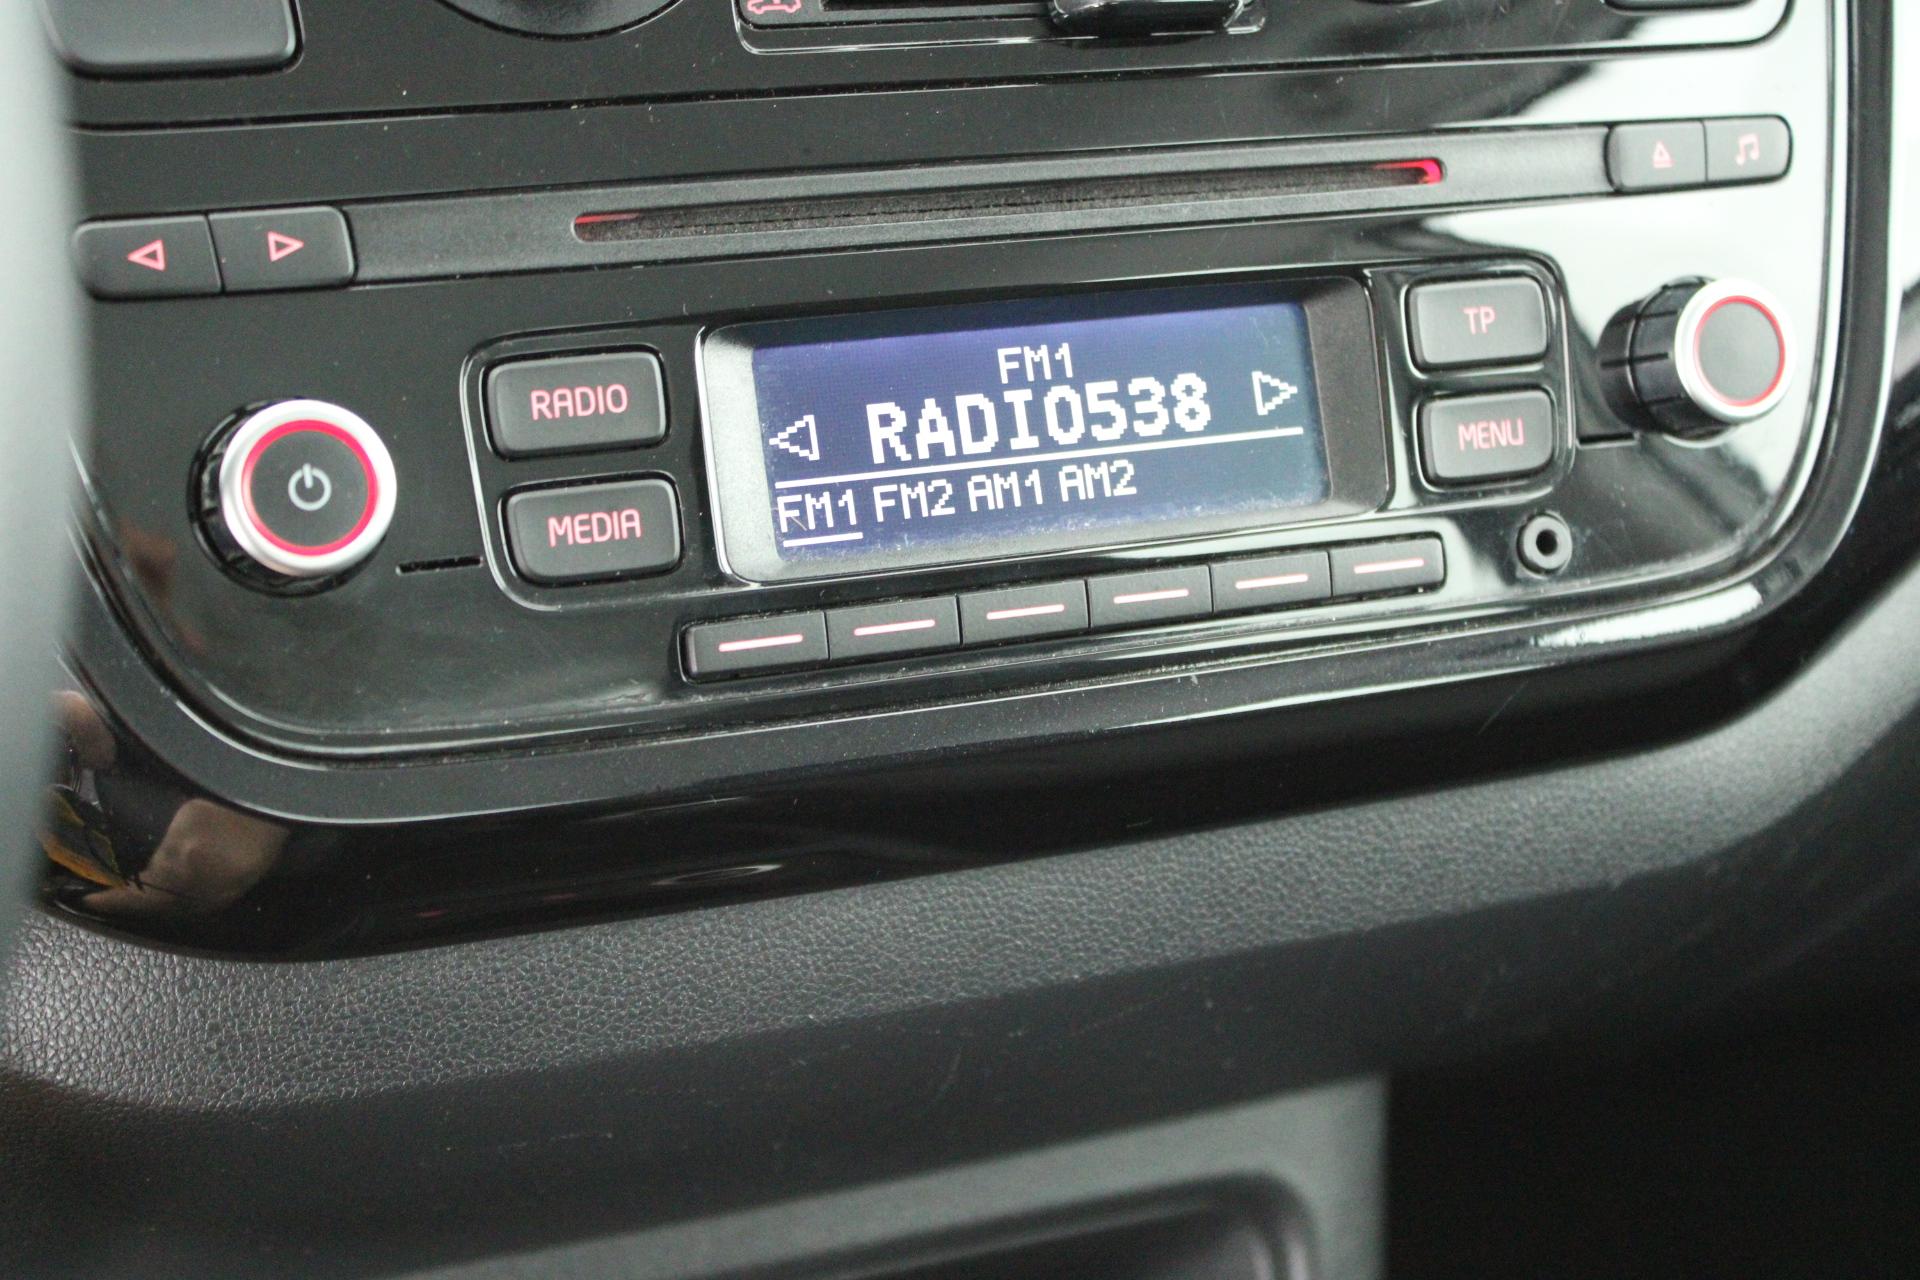 FM1
RADIO538
FM1 FM2 AM1 AM2
RADIO
MEDIA
TP
MENU